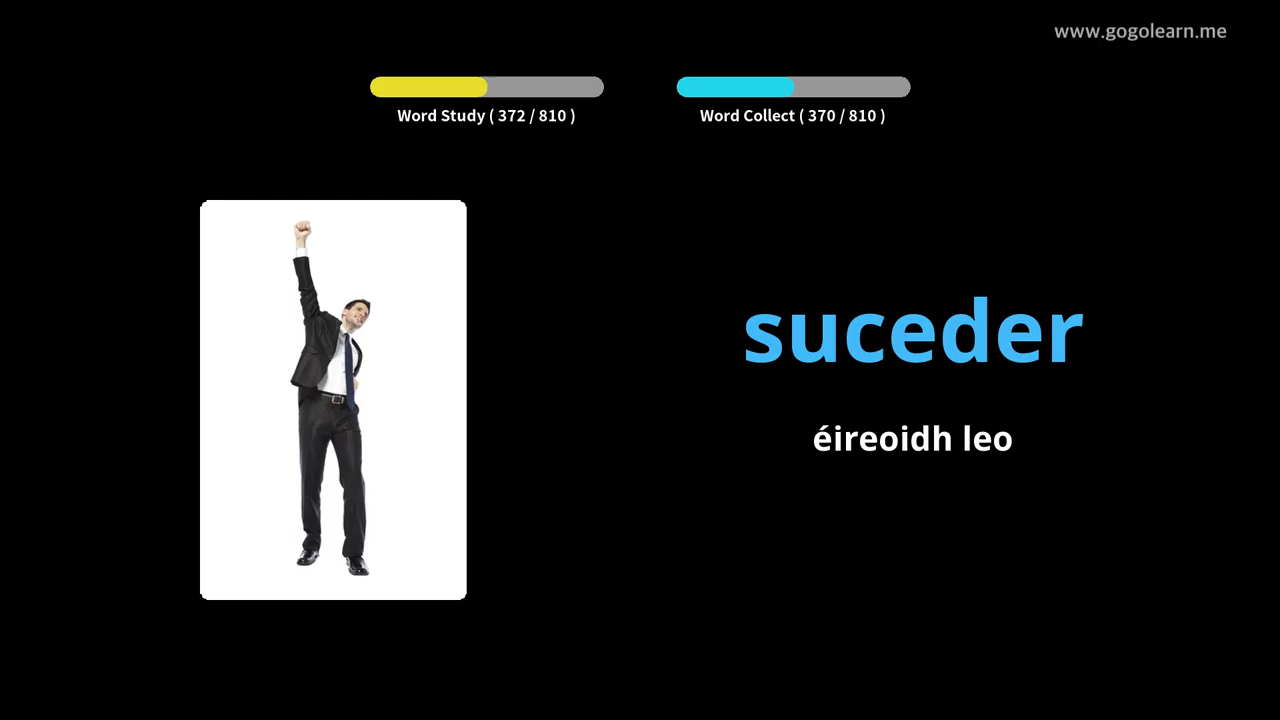 www.gogolearn.me
Word Study ( 372 / 810 )
Word Collect ( 370 / 810 )
suceder
éireoidh leo